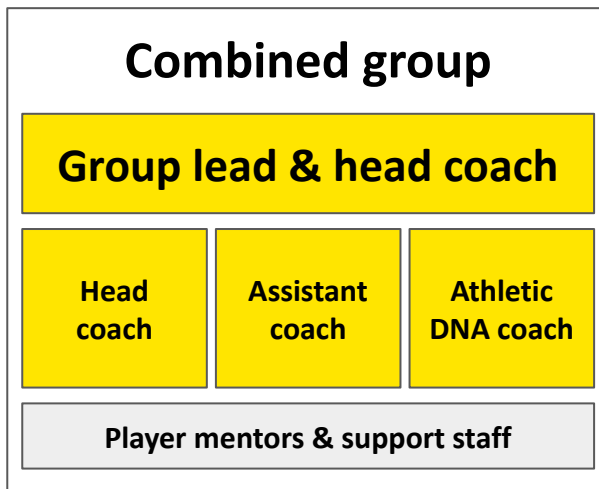 Combined group
Group lead & head coach
Head
coach
Assistant
coach
Athletic
DNA coach
Player mentors & support staff